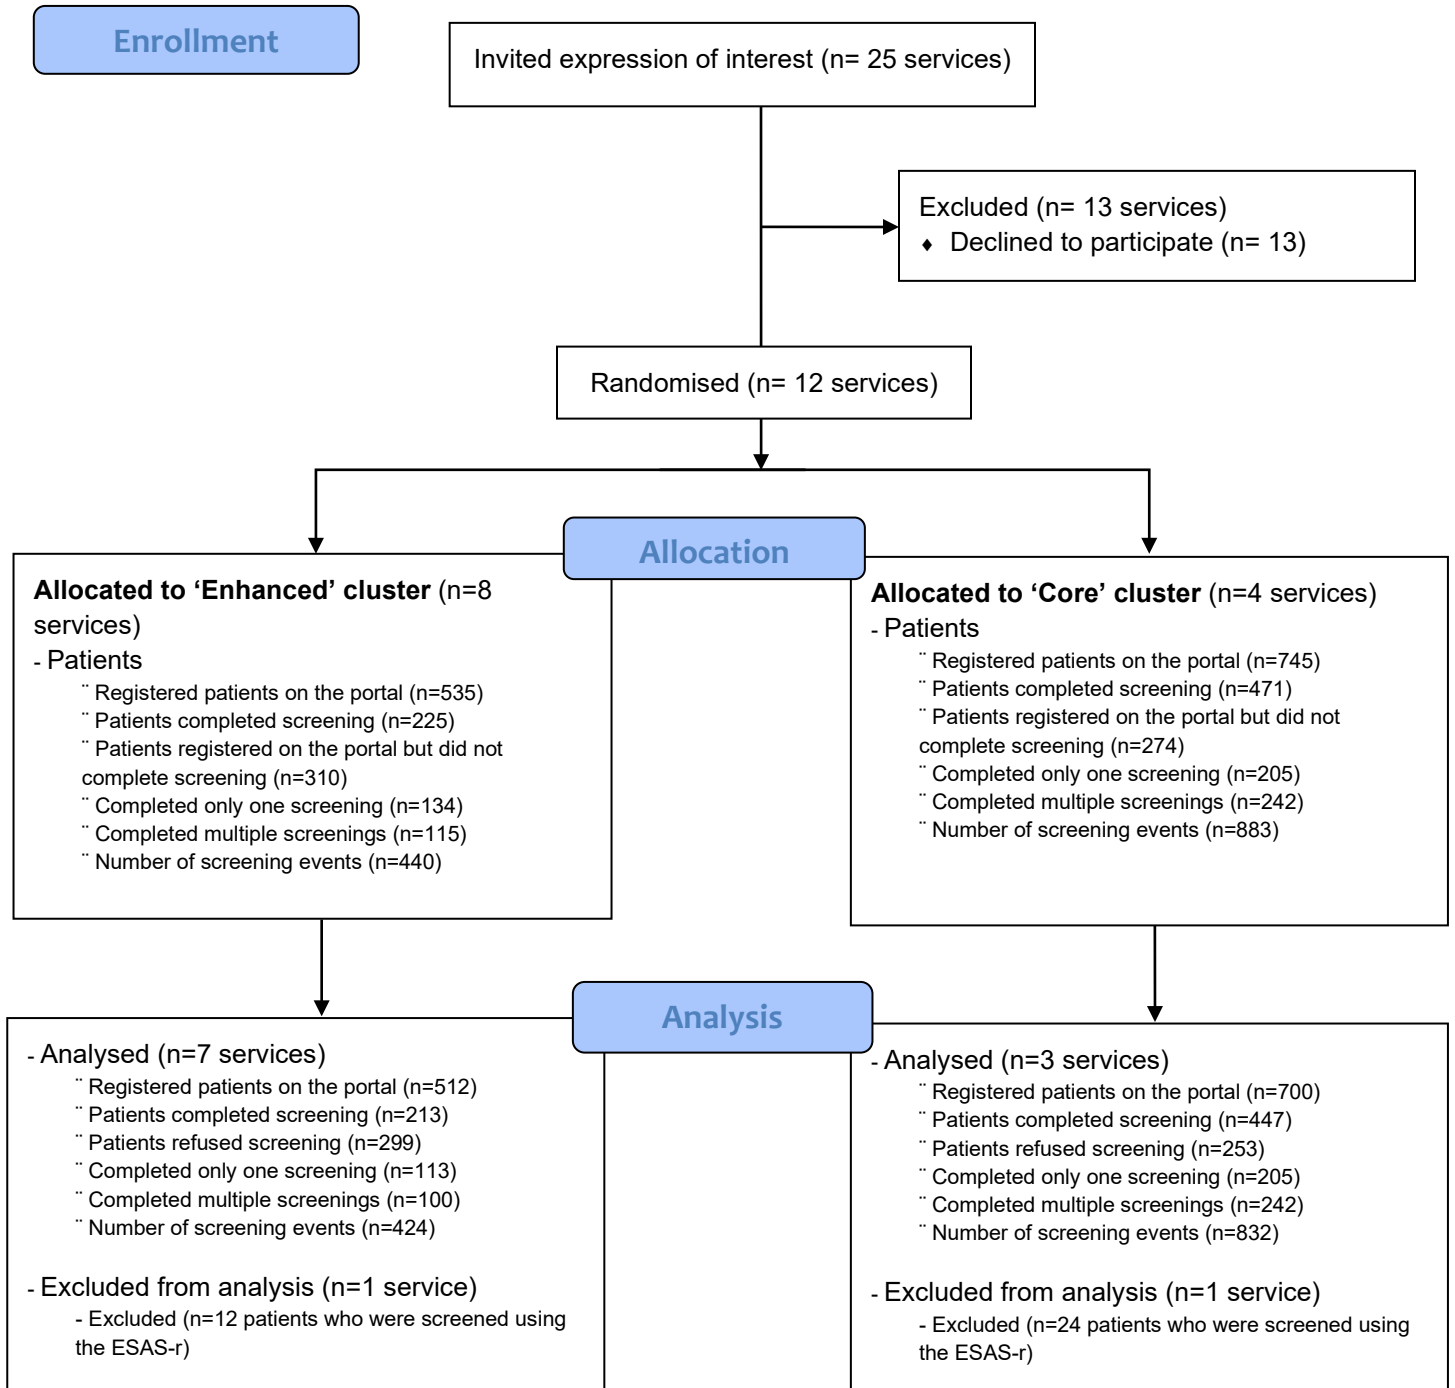 Enrollment
Invited expression of interest (n= 25 services)
Excluded (n= 13 services)
♦ Declined to participate (n= 13)
Randomised (n= 12 services)
Allocation
Allocated to ‘Enhanced’ cluster (n=8
services)
- Patients
¨ Registered patients on the portal (n=535)
¨ Patients completed screening (n=225)
¨ Patients registered on the portal but did not
complete screening (n=310)
¨ Completed only one screening (n=134)
¨ Completed multiple screenings (n=115)
¨ Number of screening events (n=440)
Allocated to ‘Core’ cluster (n=4 services)
- Patients
¨ Registered patients on the portal (n=745)
¨ Patients completed screening (n=471)
¨ Patients registered on the portal but did not
complete screening (n=274)
¨ Completed only one screening (n=205)
¨ Completed multiple screenings (n=242)
¨ Number of screening events (n=883)
Analysis
- Analysed (n=7 services)
¨ Registered patients on the portal (n=512)
¨ Patients completed screening (n=213)
¨ Patients refused screening (n=299)
¨ Completed only one screening (n=113)
¨ Completed multiple screenings (n=100)
¨ Number of screening events (n=424)
- Excluded from analysis (n=1 service)
- Excluded (n=12 patients who were screened using
the ESAS-r)
- Analysed (n=3 services)
¨ Registered patients on the portal (n=700)
¨ Patients completed screening (n=447)
¨ Patients refused screening (n=253)
¨ Completed only one screening (n=205)
¨ Completed multiple screenings (n=242)
¨ Number of screening events (n=832)
- Excluded from analysis (n=1 service)
- Excluded (n=24 patients who were screened using
the ESAS-r)